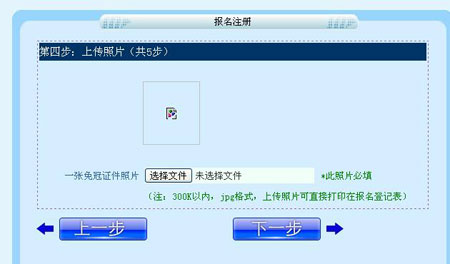 报名注册
第四步：上传照片（共5步）
一张免冠证件照片 选择文件 未选择文件 *此照片必填
（注：300K以内，jpg格式，上传照片可直接打印在报名登记表）
上一步 下一步